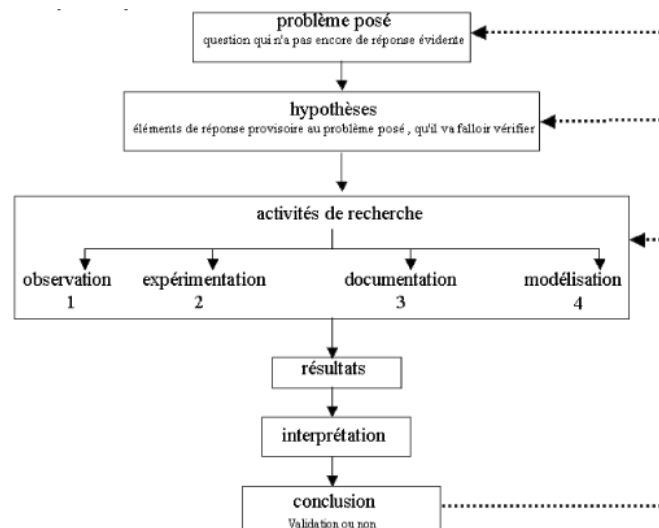 problème posé
question qui n'a pas encore de réponse évidente
hypothèses
éléments de réponse provisoire au problème posé , qu'il va falloir vérifier
activités de recherche
observation expérimentation documentation modélisation
1 2 3 4
résultats
interprétation
conclusion
Validation ou non